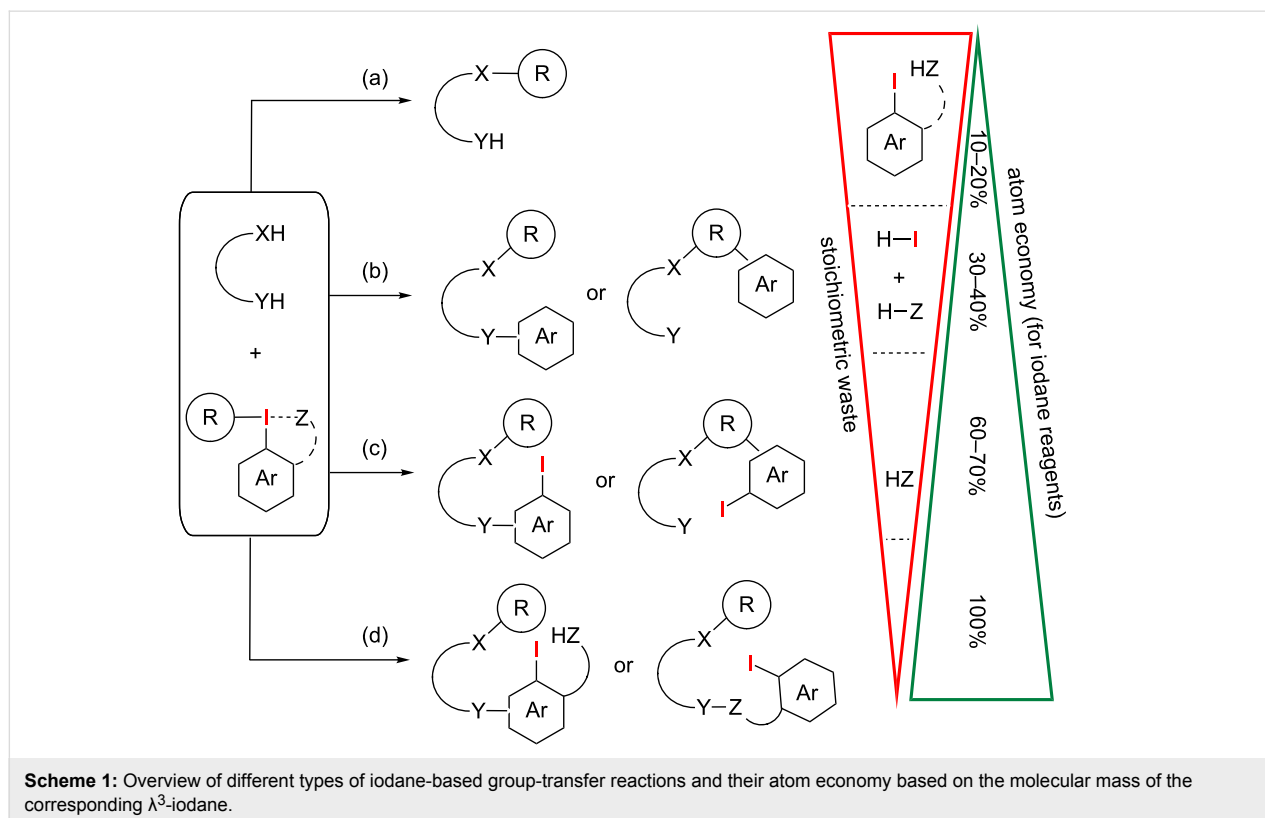 (a)
X
R
YH
XH
YH
+
R
I
Z
Ar
(b)
R
X
Y
Ar
or
R
X
Ar
Y
(c)
R
X
I
Y
Ar
or
R
X
Ar
I
Y
(d)
R
X
I
HZ
Y
Ar
or
R
X
I
Ar
Y–Z
I
HZ
Ar
H–I
+
H–Z
HZ
stoichiometric waste
10–20%
30–40%
60–70%
100%
atom economy (for iodane reagents)
Scheme 1: Overview of different types of iodane-based group-transfer reactions and their atom economy based on the molecular mass of the
corresponding λ³-iodane.